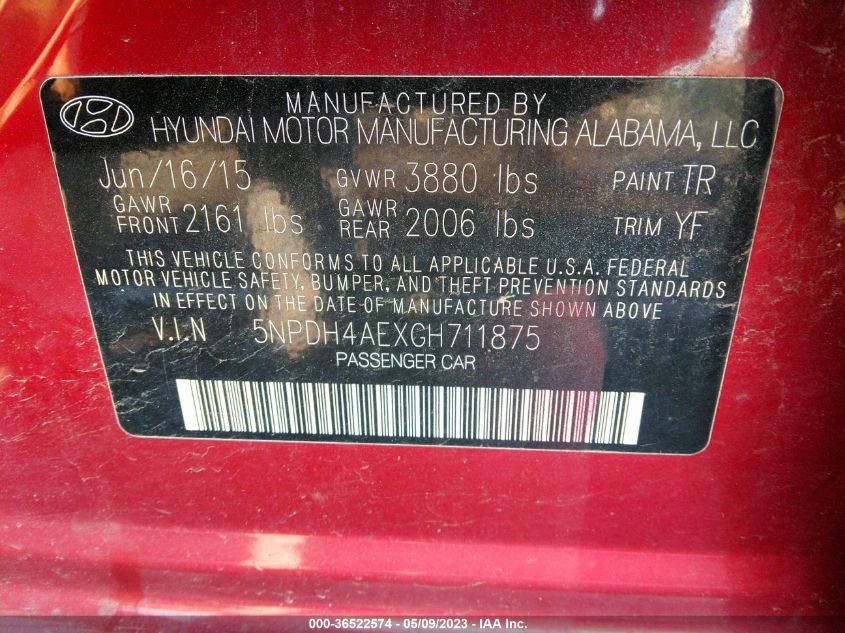 MANUFACTURED BY
HYUNDAI MOTOR MANUFACTURING ALABAMA, LLC
Jun/16/15 GVWR 3880 lbs PAINT TR
GAWR FRONT 2161 lbs GAWR REAR 2006 lbs TRIM YF
THIS VEHICLE CONFORMS TO ALL APPLICABLE U.S.A. FEDERAL
MOTOR VEHICLE SAFETY, BUMPER, AND THEFT PREVENTION STANDARDS
IN EFFECT ON THE DATE OF MANUFACTURE SHOWN ABOVE
V.I.N 5NPDH4AEXGH711875
PASSENGER CAR
000-36522574 - 05/09/2023 - IAA Inc.